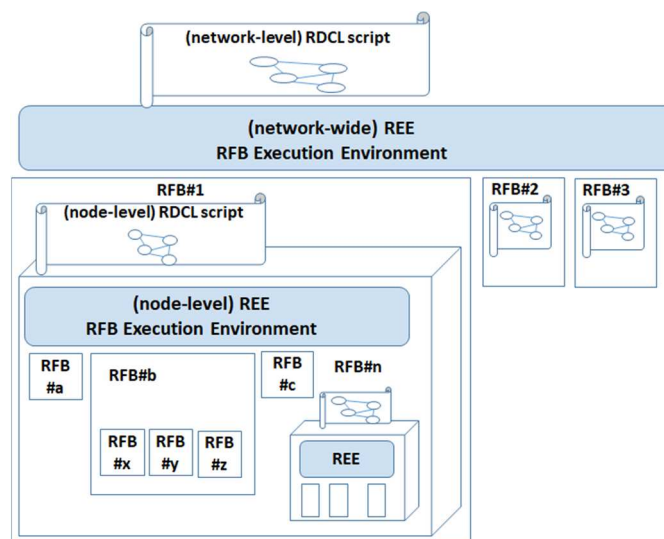 (network-level) RDCL script
(network-wide) REE
RFB Execution Environment
RFB#1
RFB#2
RFB#3
(node-level) RDCL script
(node-level) REE
RFB Execution Environment
RFB
#a
RFB#b
RFB
#c
RFB#n
RFB
#x
RFB
#y
RFB
#z
REE